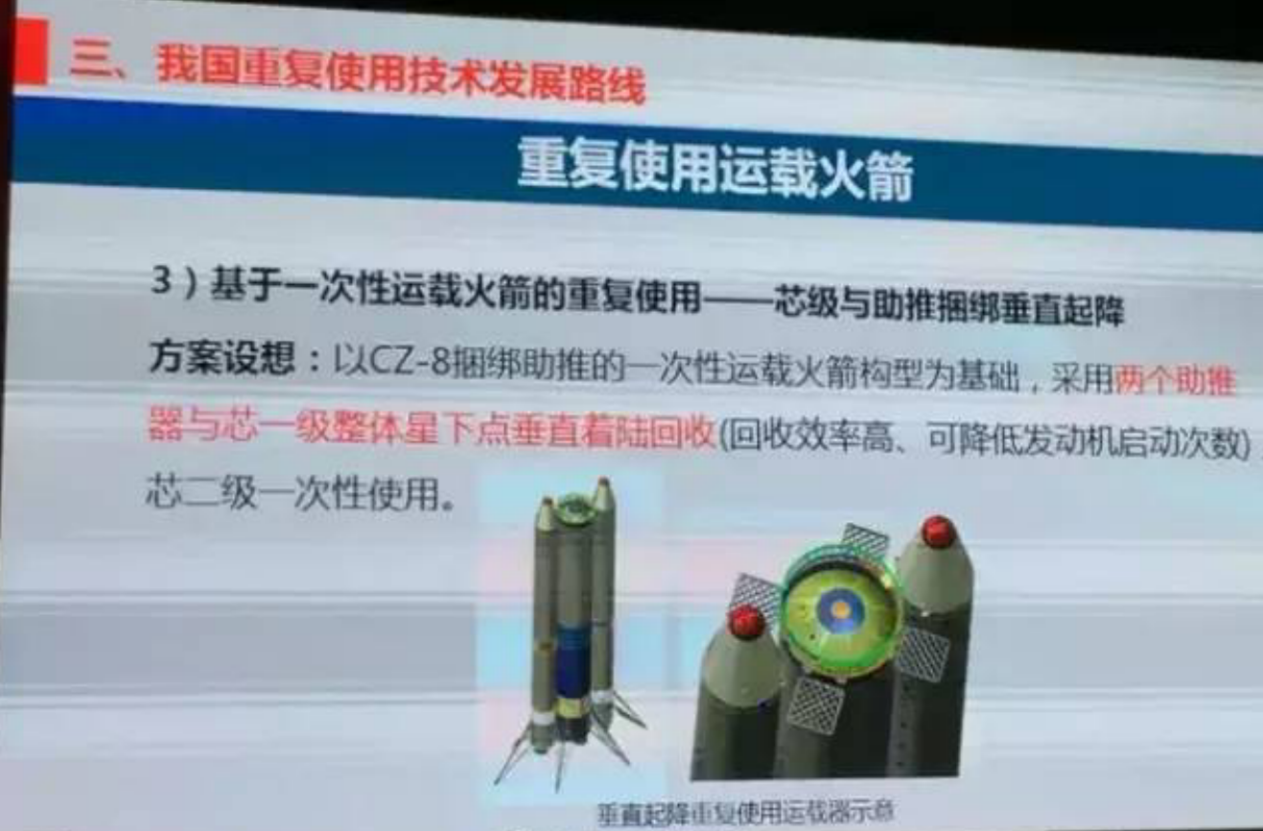 三、我国重复使用技术发展路线
重复使用运载火箭
3）基于一次性运载火箭的重复使用——芯级与助推捆绑垂直起降
方案设想：以CZ-8捆绑助推的一次性运载火箭构型为基础，采用两个助推
器与芯一级整体星下点垂直着陆回收(回收效率高、可降低发动机启动次数)
芯二级一次性使用。
垂直起降重复使用运载器示意